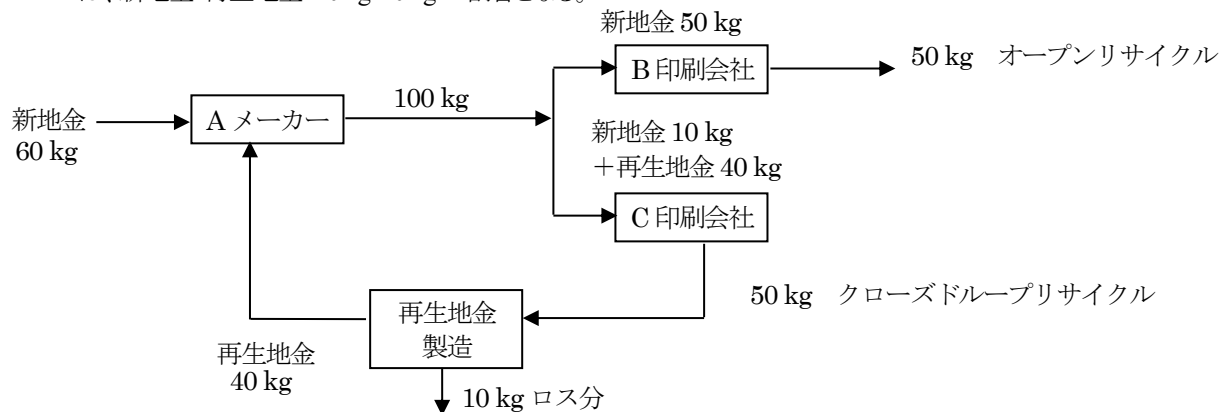 新地金 50 kg
B 印刷会社
50 kg　オープンリサイクル
新地金
60 kg
A メーカー
100 kg
新地金 10 kg
＋再生地金 40 kg
C 印刷会社
50 kg　クローズドループリサイクル
再生地金
製造
再生地金
40 kg
10 kg ロス分